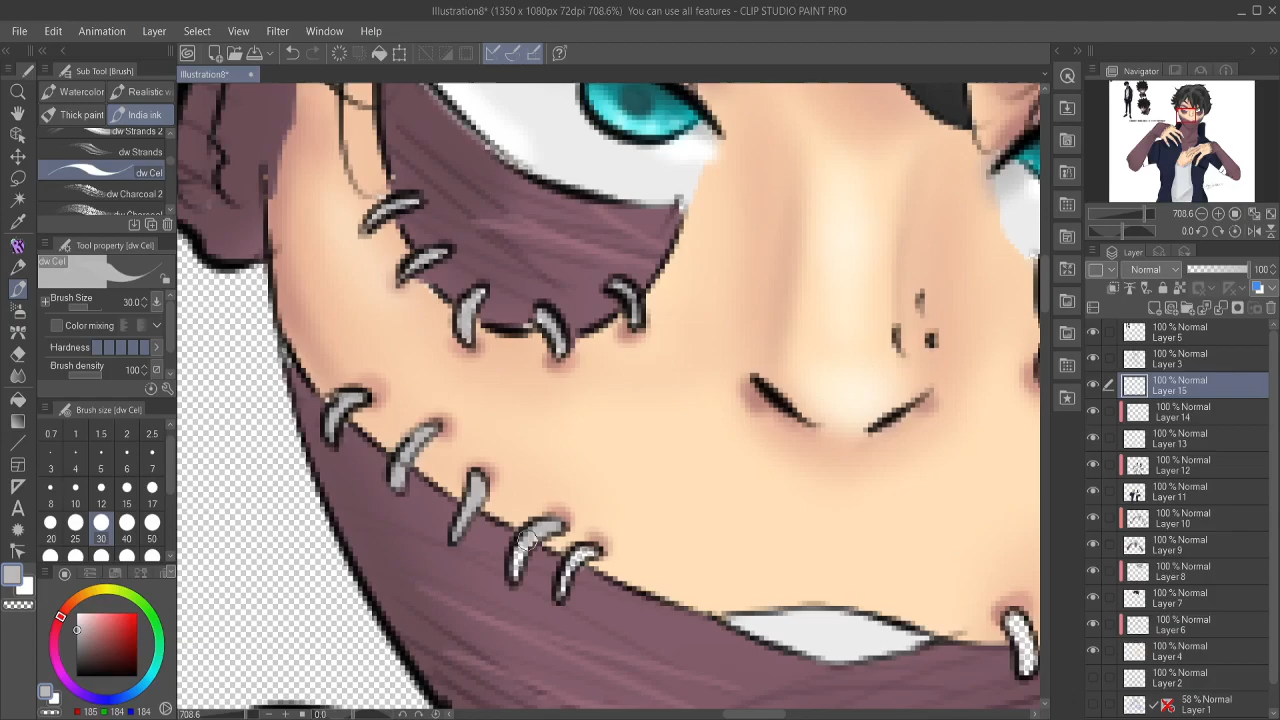 Illustration8* (1350 x 1080px 72dpi 708.6%) You can use all features - CLIP STUDIO PAINT PRO
File Edit Animation Layer Select View Filter Window Help
Sub Tool [Brush]
Illustration8*
Navigator
Watercolor Realistic w
Thick paint India ink
dw Strands 2
dw Strands
dw Cel
dw Charcoal 2
708.6
0.0
Tool property [dw Cel]
dw Cel
Layer
Brush Size 30.0
Normal 100
Color mixing
Hardness
Brush density 100
100 % Normal
Layer 5
100 % Normal
Layer 3
100 % Normal
Layer 15
100 % Normal
Layer 14
100 % Normal
Layer 13
100 % Normal
Layer 12
100 % Normal
Layer 11
100 % Normal
Layer 10
100 % Normal
Layer 9
100 % Normal
Layer 8
100 % Normal
Layer 7
100 % Normal
Layer 6
100 % Normal
Layer 4
100 % Normal
Layer 2
58 % Normal
Layer 1
Brush size [dw Cel]
0.7 1 1.5 2 2.5
3 4 5 6 7
8 10 12 15 17
20 25 30 40 50
185 184 184
708.6 0.0